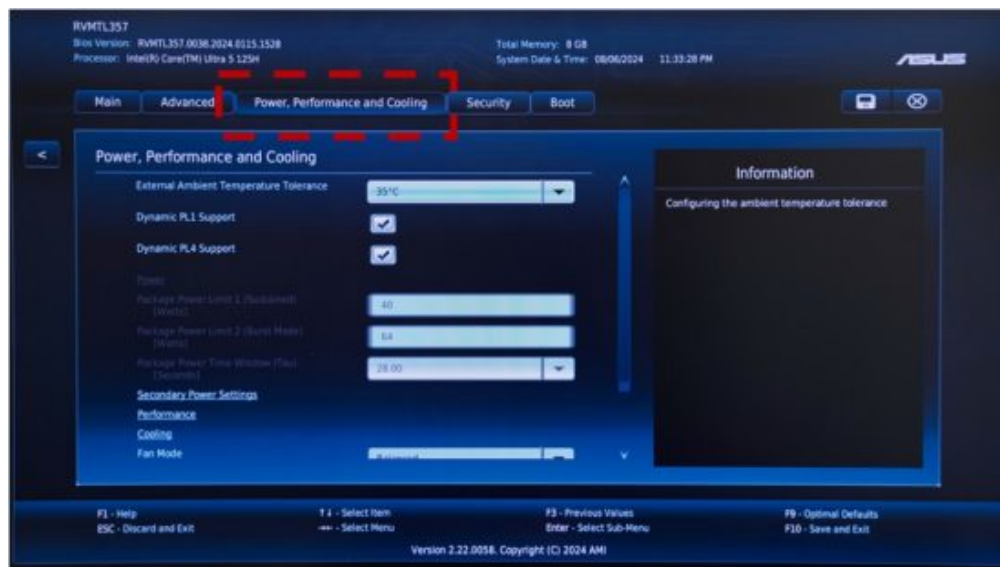 RVMTL357
Bios Version: RVMTL357.0038.2024.0115.1528
Processor: Intel(R) Core(TM) Ultra 5 125H
Total Memory: 8 GB
System Date & Time: 08/06/2024 11:33:28 PM
ASUS
Main Advanced Power, Performance and Cooling Security Boot
<
Power, Performance and Cooling
External Ambient Temperature Tolerance 35°C
Dynamic PL1 Support
Dynamic PL4 Support
Power
Package Power Limit 1 (Sustained) [Watts] 40
Package Power Limit 2 (Burst Mode) [Watts] 64
Package Power Time Window (Tau) [Seconds] 28.00
Secondary Power Settings
Performance
Cooling
Fan Mode Balanced
Information
Configuring the ambient temperature tolerance
F1 - Help
ESC - Discard and Exit
↑↓ - Select Item
→← - Select Menu
F3 - Previous Values
Enter - Select Sub-Menu
F9 - Optimal Defaults
F10 - Save and Exit
Version 2.22.0058. Copyright (C) 2024 AMI